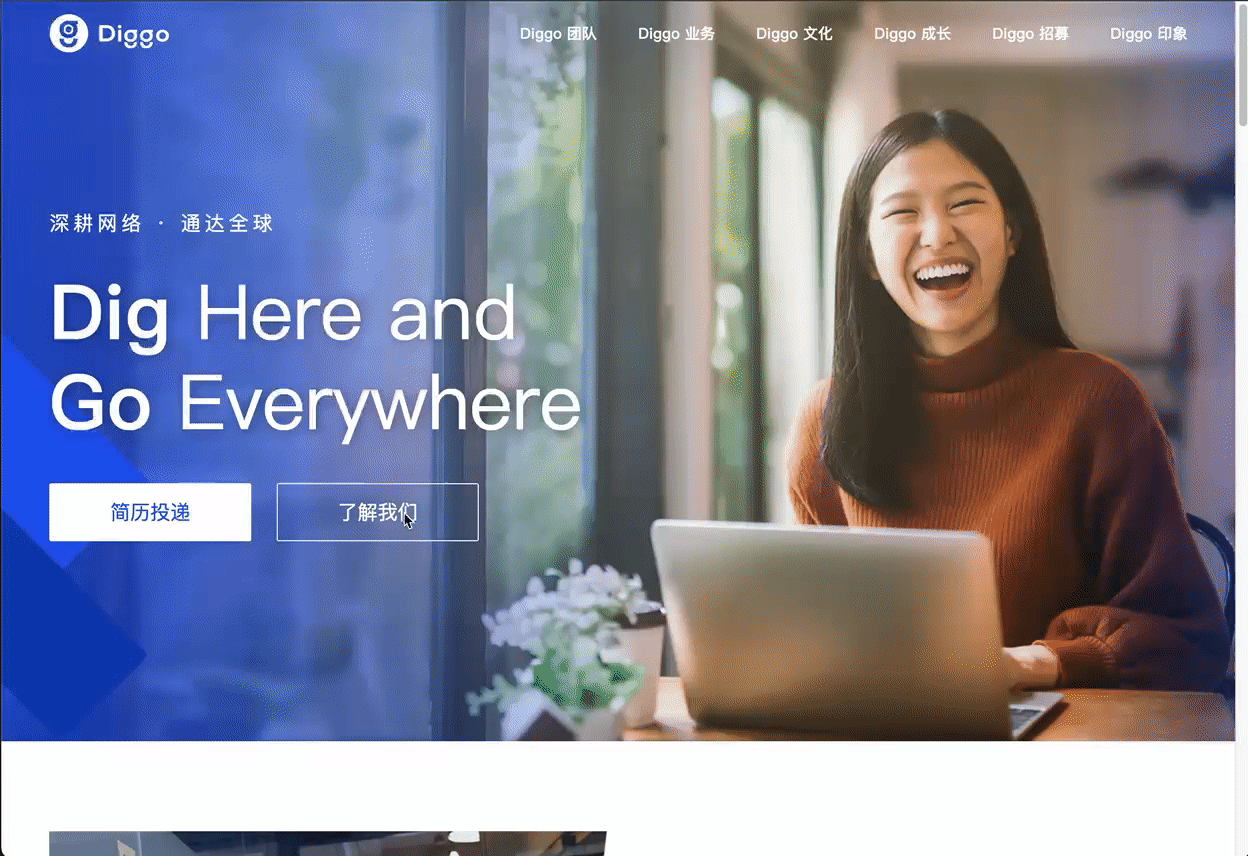 Diggo
Diggo 团队
Diggo 业务
Diggo 文化
Diggo 成长
Diggo 招募
Diggo 印象
深耕网络 · 通达全球
Dig Here and
Go Everywhere
简历投递
了解我们